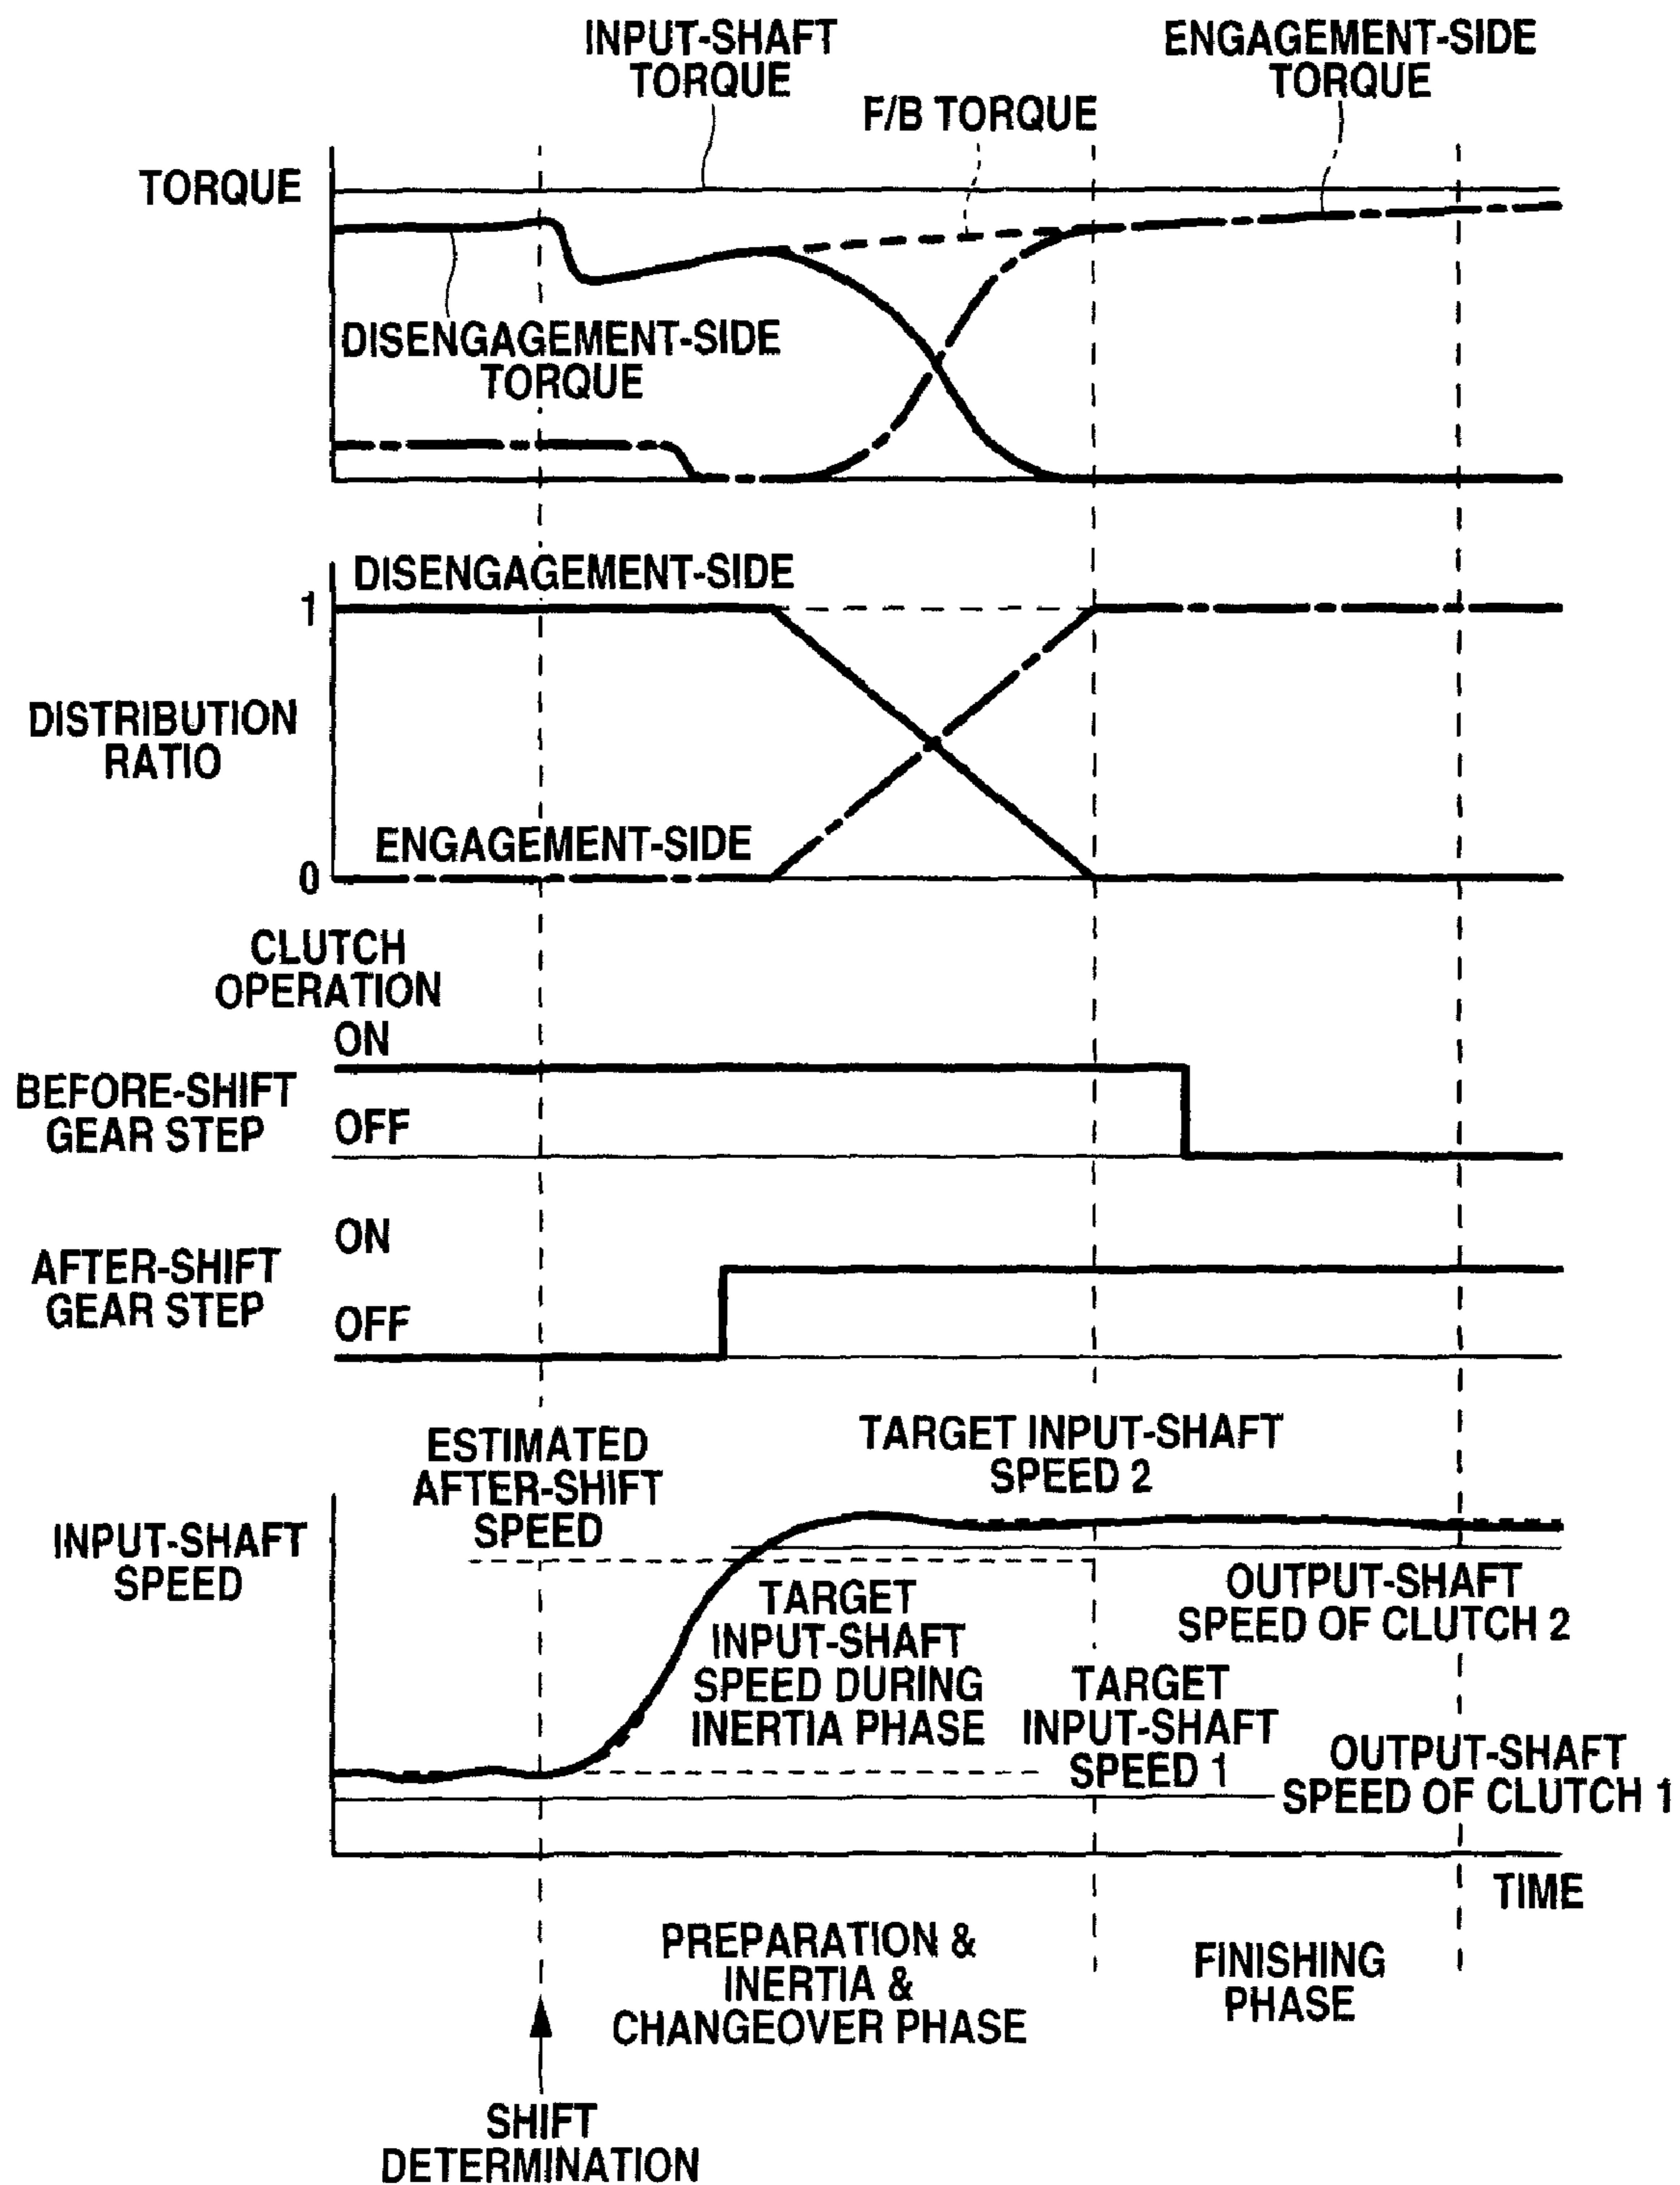 INPUT-SHAFT
TORQUE
ENGAGEMENT-SIDE
TORQUE
F/B TORQUE
TORQUE
DISENGAGEMENT-SIDE
TORQUE
DISENGAGEMENT-SIDE
1
DISTRIBUTION
RATIO
ENGAGEMENT-SIDE
0
CLUTCH
OPERATION
ON
BEFORE-SHIFT
GEAR STEP
OFF
ON
AFTER-SHIFT
GEAR STEP
OFF
ESTIMATED
AFTER-SHIFT
SPEED
TARGET INPUT-SHAFT
SPEED 2
INPUT-SHAFT
SPEED
TARGET
INPUT-SHAFT
SPEED DURING
INERTIA PHASE
OUTPUT-SHAFT
SPEED OF CLUTCH 2
TARGET
INPUT-SHAFT
SPEED 1
OUTPUT-SHAFT
SPEED OF CLUTCH 1
TIME
PREPARATION &
INERTIA &
CHANGEOVER PHASE
FINISHING
PHASE
SHIFT
DETERMINATION